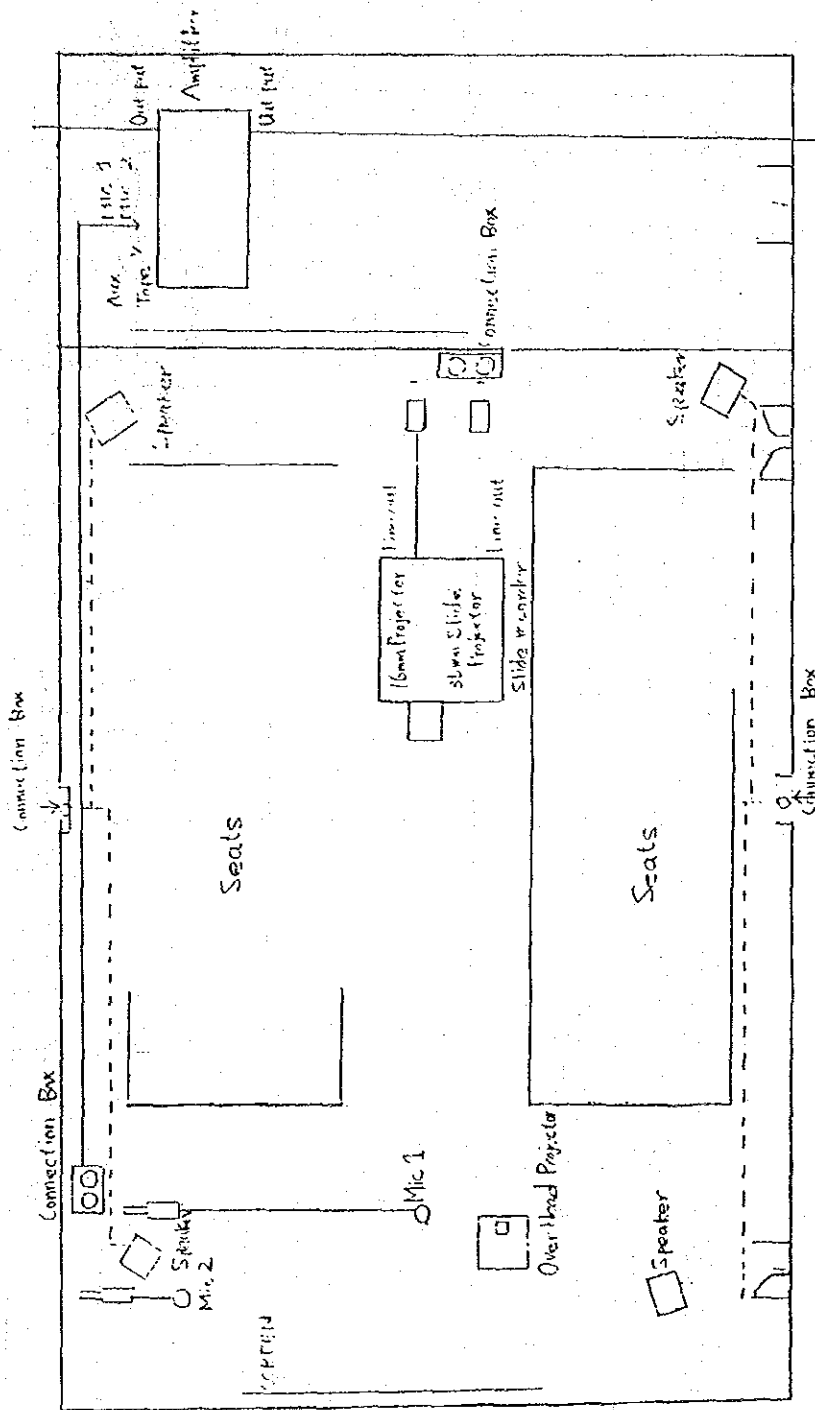 Amplifier
Out Put
Out Put
Mic 1
Mic 2
Aux
Tape
Connection Box
Speaker
Speaker
Line out
Line out
16mm Projector
Slide
Projector
Slide recorder
Connection Box
Connection Box
Seats
Seats
Connection Box
Mic 1
Speaker
Mic 2
Over Head Projector
Speaker
SCREEN